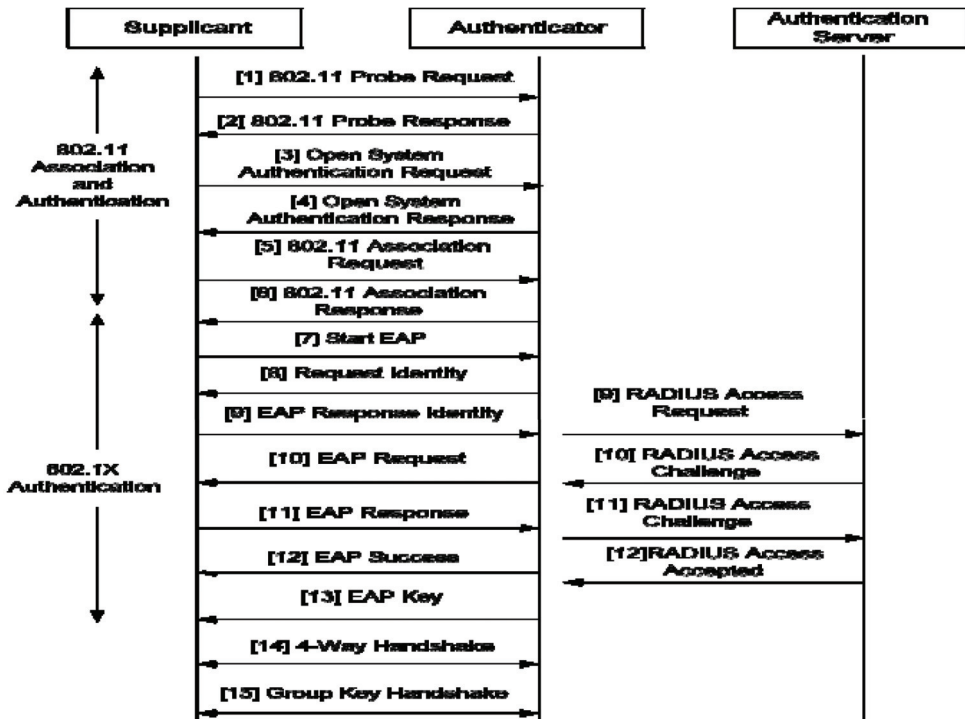 Supplicant
Authenticator
Authentication
Server
[1] 802.11 Probe Request
[2[ 802.11 Probe Response
802.11
Association
and
Authentication
[3] Open System
Authentication Request
[4] Open System
Authentication Response
[5] 802.11 Association
Request
[6] 802.11 Association
Response
[7] Start EAP
[8] Request Identity
[9] EAP Response Identity
[9] RADIUS Access
Request
802.1X
Authentication
[10] EAP Request
[10[ RADIUS Access
Challenge
[11] EAP Response
[11] RADIUS Access
Challenge
[12[ EAP Success
[12]RADIUS Access
Accepted
[13[ EAP Key
[14] 4-Way Handshake
[15] Group Key Handshake